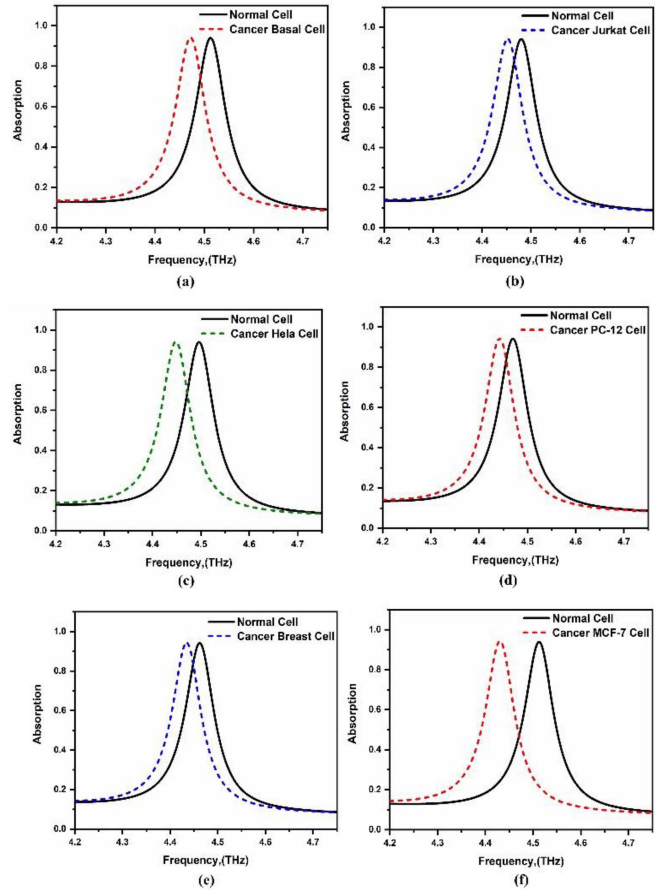 Normal Cell
Cancer Basal Cell
Absorption
1.0
0.8
0.6
0.4
0.2
0.0
4.2 4.3 4.4 4.5 4.6 4.7
Frequency,(THz)
(a)
Normal Cell
Cancer Jurkat Cell
Absorption
1.0
0.8
0.6
0.4
0.2
0.0
4.2 4.3 4.4 4.5 4.6 4.7
Frequency,(THz)
(b)
Normal Cell
Cancer Hela Cell
Absorption
1.0
0.8
0.6
0.4
0.2
0.0
4.2 4.3 4.4 4.5 4.6 4.7
Frequency,(THz)
(c)
Normal Cell
Cancer PC-12 Cell
Absorption
1.0
0.8
0.6
0.4
0.2
0.0
4.2 4.3 4.4 4.5 4.6 4.7
Frequency,(THz)
(d)
Normal Cell
Cancer Breast Cell
Absorption
1.0
0.8
0.6
0.4
0.2
0.0
4.2 4.3 4.4 4.5 4.6 4.7
Frequency,(THz)
(e)
Normal Cell
Cancer MCF-7 Cell
Absorption
1.0
0.8
0.6
0.4
0.2
0.0
4.2 4.3 4.4 4.5 4.6 4.7
Frequency,(THz)
(f)